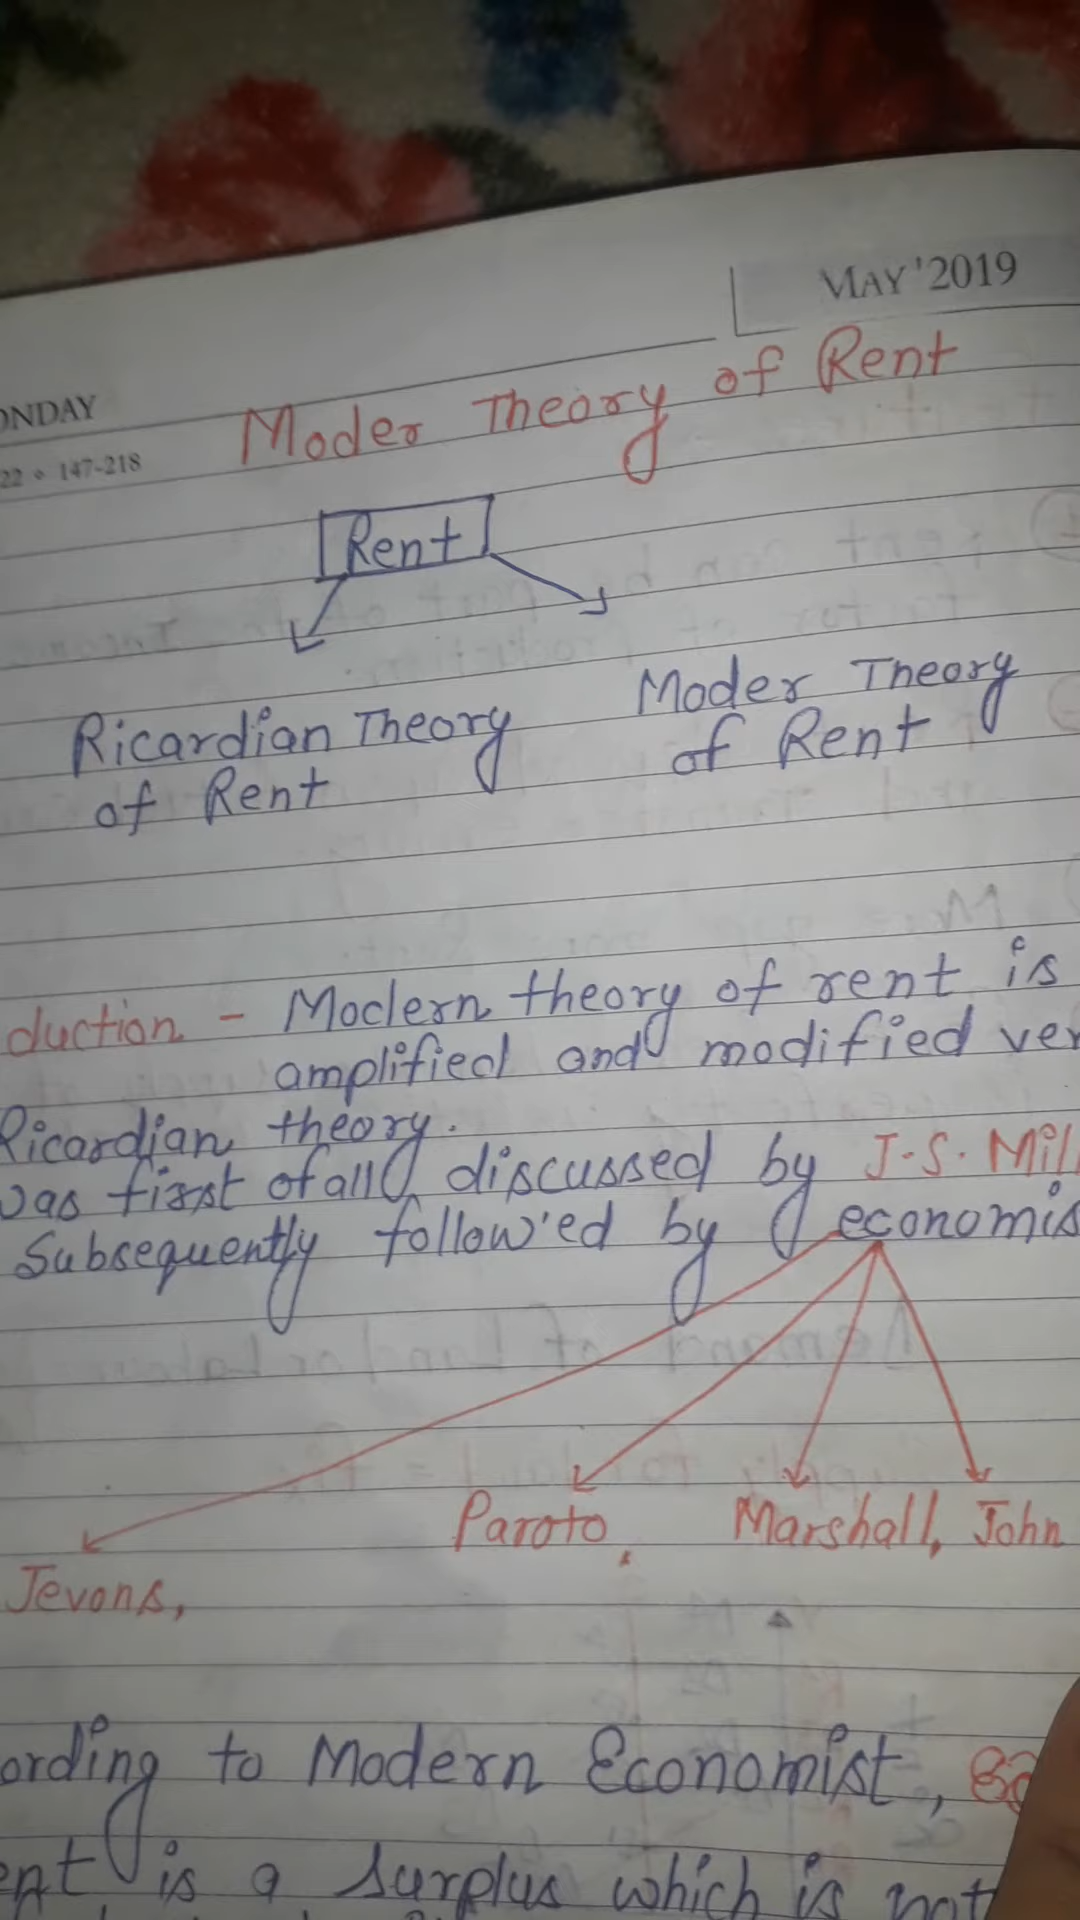 MAY '2019
ONDAY
22 ◦ 147-218
Moder Theory of Rent
Rent
Ricardian Theory
of Rent
Moder Theory
of Rent
duction - Modern theory of rent is
amplified and modified ver
Ricardian theory.
was first of all discussed by J.S. Mill
Subsequently follow'ed by economis
Jevons,
Paroto,
Marshall, John
ording to Modern Economist,
ent is a surplus which is not